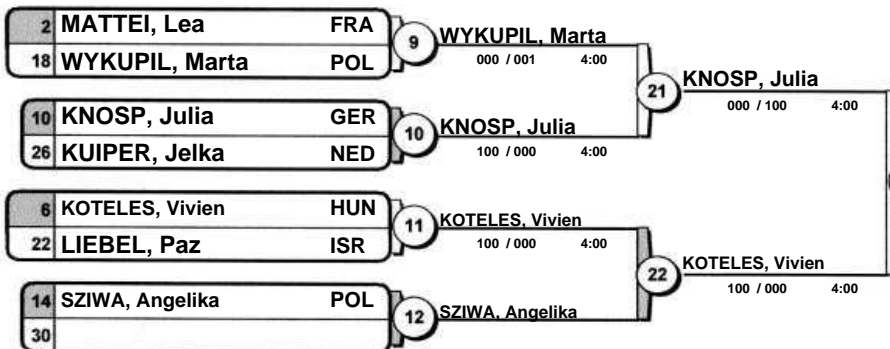 2 MATTEI, Lea FRA
18 WYKUPIL, Marta POL
9
WYKUPIL, Marta
000 / 001 4:00
10 KNOSP, Julia GER
26 KUIPER, Jelka NED
10
KNOSP, Julia
100 / 000 4:00
21
KNOSP, Julia
000 / 100 4:00
6 KOTELES, Vivien HUN
22 LIEBEL, Paz ISR
11
KOTELES, Vivien
100 / 000 4:00
14 SZIWA, Angelika POL
30
12
SZIWA, Angelika
22
KOTELES, Vivien
100 / 000 4:00